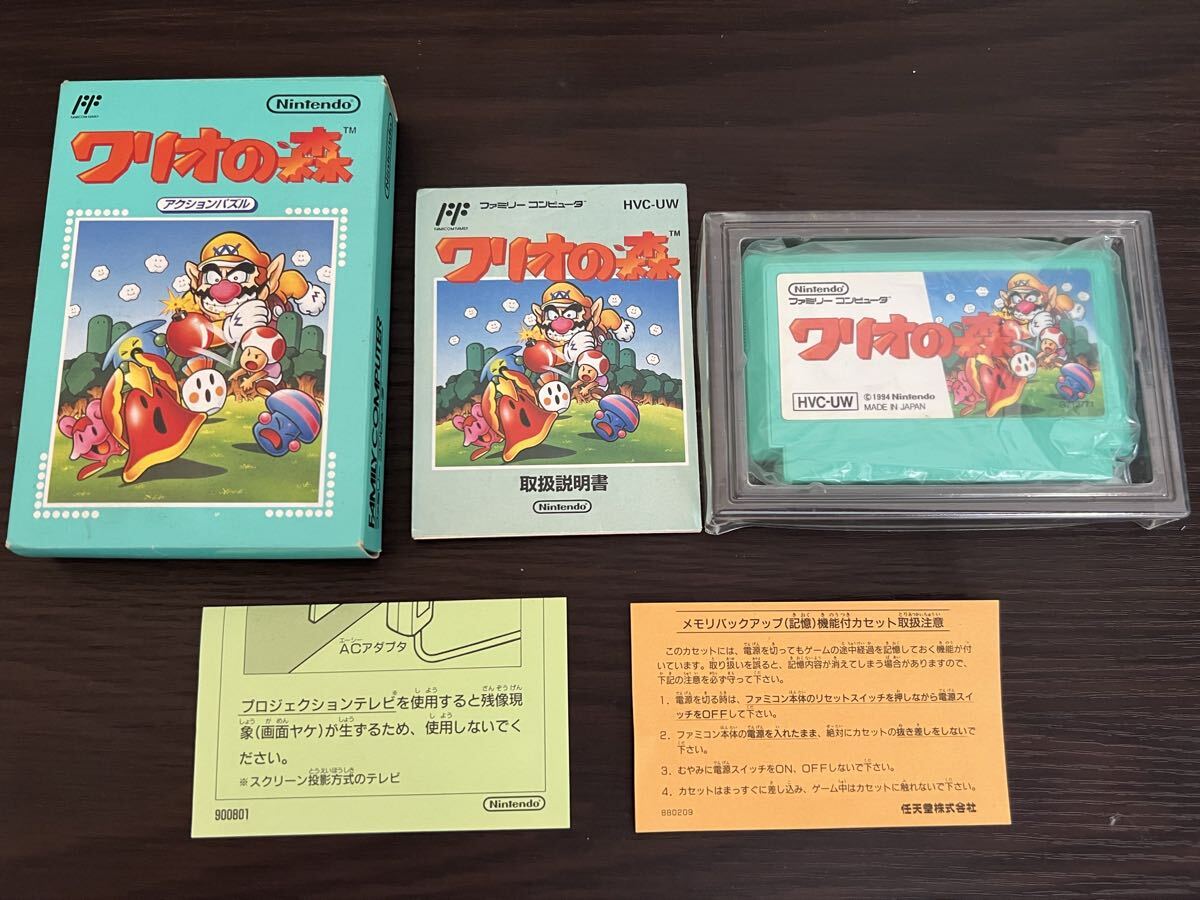 FAMICOM FAMILY
Nintendo
ワリオの森™
アクションパズル
Nintendo
FAMILY COMPUTER
FAMICOM FAMILY
ファミリー コンピュータ™
HVC-UW
ワリオの森™
取扱説明書
Nintendo
Nintendo
ファミリー コンピュータ™
ワリオの森
HVC-UW
©1994 Nintendo
MADE IN JAPAN
エーシー
ACアダプタ
プロジェクションテレビ※を使用すると残像現
象(画面ヤケ)が生ずるため、使用しないでく
ださい。
※スクリーン投影方式のテレビ
900801
Nintendo
メモリバックアップ(記憶)機能付カセット取扱注意
このカセットには、電源を切ってもゲームの途中経過を記憶しておく機能が付
いています。取り扱いを誤ると、記憶内容が消えてしまう場合がありますので、
下記の注意を必ず守って下さい。
1. 電源を切る時は、ファミコン本体のリセットスイッチを押しながら電源スイ
ッチをOFFして下さい。
2. ファミコン本体の電源を入れたまま、絶対にカセットの抜き差しをしないで
下さい。
3. むやみに電源スイッチをON、OFFしないで下さい。
4. カセットはまっすぐに差し込み、ゲーム中はカセットに触れないで下さい。
880209
任天堂株式会社